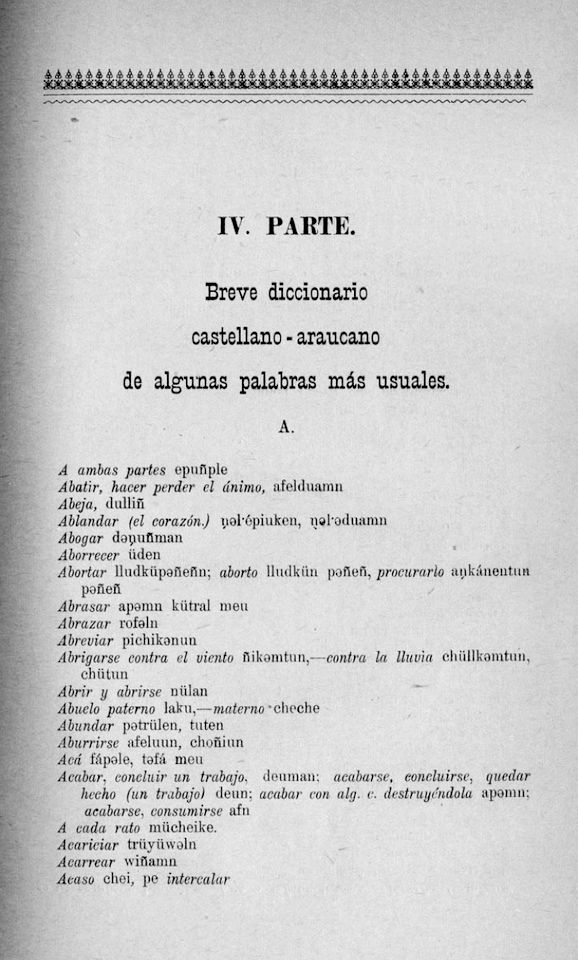 IV. PARTE.
Breve diccionario
castellano-araucano
de algunas palabras más usuales.
A.
A ambas partes epuñple
Abatir, hacer perder el ánimo, afelduamn
Abeja, dulliñ
Ablandar (el corazón.) ṇəl·épiuken, ṇəl·əduamn
Abogar dəṇuñman
Aborrecer üden
Abortar lludküpəñeñn; aborto lludkün pəñeñ, procurarlo aṇkánentun
pəñeñ
Abrasar apəmn kütral meu
Abrazar rofəln
Abreviar pichikənun
Abrigarse contra el viento ñikəmtun,—contra la lluvia chüllkəmtun,
chütun
Abrir y abrirse nülan
Abuelo paterno laku,—materno cheche
Abundar pətrülen, tuten
Aburrirse afeluun, choñiun
Acá fápəle, təfá meu
Acabar, concluir un trabajo, deuman; acabarse, concluirse, quedar
hecho (un trabajo) deun; acabar con alg. c. destruyéndola apəmn;
acabarse, consumirse afn
A cada rato mücheike.
Acariciar trüyüwəln
Acarrear wiñamn
Acaso chei, pe intercalar